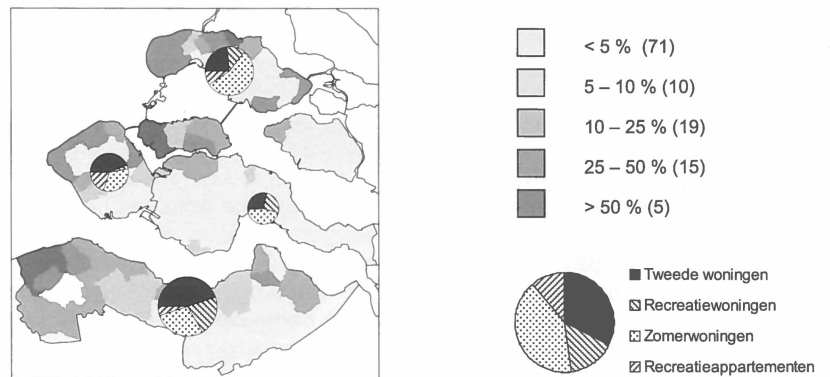 < 5 % (71)
5 – 10 % (10)
10 – 25 % (19)
25 – 50 % (15)
> 50 % (5)
Tweede woningen
Recreatiewoningen
Zomerwoningen
Recreatieappartementen